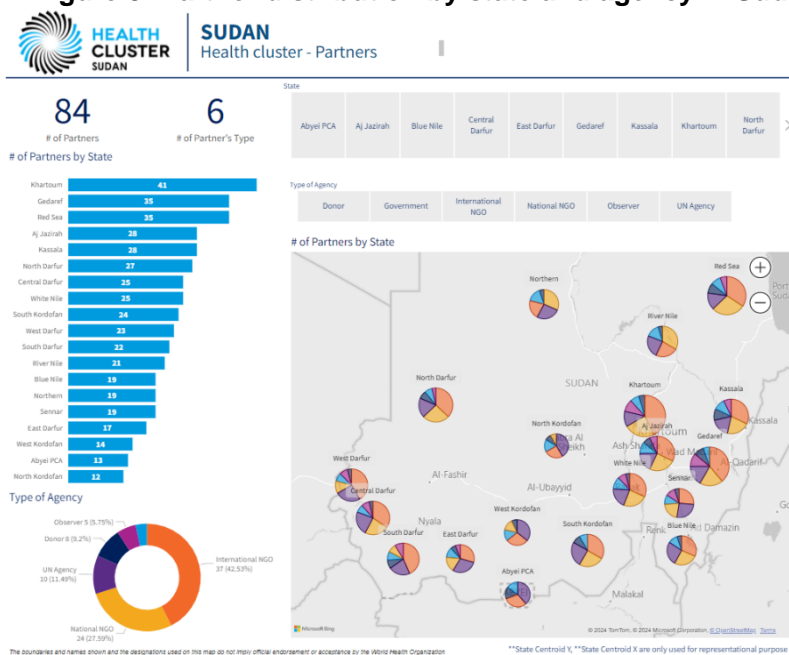 HEALTH
CLUSTER
SUDAN
SUDAN
Health cluster - Partners
84
# of Partners
6
# of Partner's Type
State
Abyei PCA
Aj Jazirah
Blue Nile
Central Darfur
East Darfur
Gedaref
Kassala
Khartoum
North Darfur
Type of Agency
Donor
Government
International NGO
National NGO
Observer
UN Agency
# of Partners by State
Khartoum 41
Gedaref 35
Red Sea 35
Aj Jazirah 28
Kassala 28
North Darfur 27
Central Darfur 25
White Nile 25
South Kordofan 24
West Darfur 23
South Darfur 22
River Nile 21
Blue Nile 19
Northern 19
Sennar 19
East Darfur 17
West Kordofan 14
Abyei PCA 13
North Kordofan 12
Type of Agency
Observer 5 (5.75%)
Donor 8 (9.2%)
UN Agency
10 (11.49%)
National NGO
24 (27.59%)
International NGO
37 (42.53%)
# of Partners by State
Red Sea
Northern
River Nile
SUDAN
North Darfur
Khartoum
Kassala
North Kordofan
Aj Jazirah
Kassala
Gedaref
Al-Qadarif
West Darfur
White Nile
Sennar
Al-Fashir
Al-Ubayyid
Central Darfur
Nyala
West Kordofan
South Darfur
East Darfur
South Kordofan
Renk
Blue Nile
Damazin
Abyei PCA
Malakal
Microsoft Bing
© 2024 TomTom, © 2024 Microsoft Corporation, © OpenStreetMap Terms
The boundaries and names shown and the designations used on this map do not imply official endorsement or acceptance by the World Health Organization
**State Centroid Y, **State Centroid X are only used for representational purpose